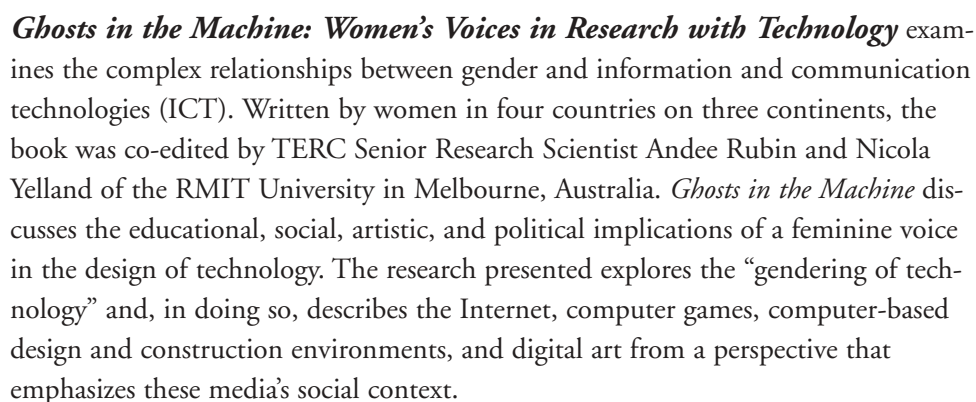 Ghosts in the Machine: Women’s Voices in Research with Technology exam-
ines the complex relationships between gender and information and communication
technologies (ICT). Written by women in four countries on three continents, the
book was co-edited by TERC Senior Research Scientist Andee Rubin and Nicola
Yelland of the RMIT University in Melbourne, Australia. Ghosts in the Machine dis-
cusses the educational, social, artistic, and political implications of a feminine voice
in the design of technology. The research presented explores the “gendering of tech-
nology” and, in doing so, describes the Internet, computer games, computer-based
design and construction environments, and digital art from a perspective that
emphasizes these media’s social context.